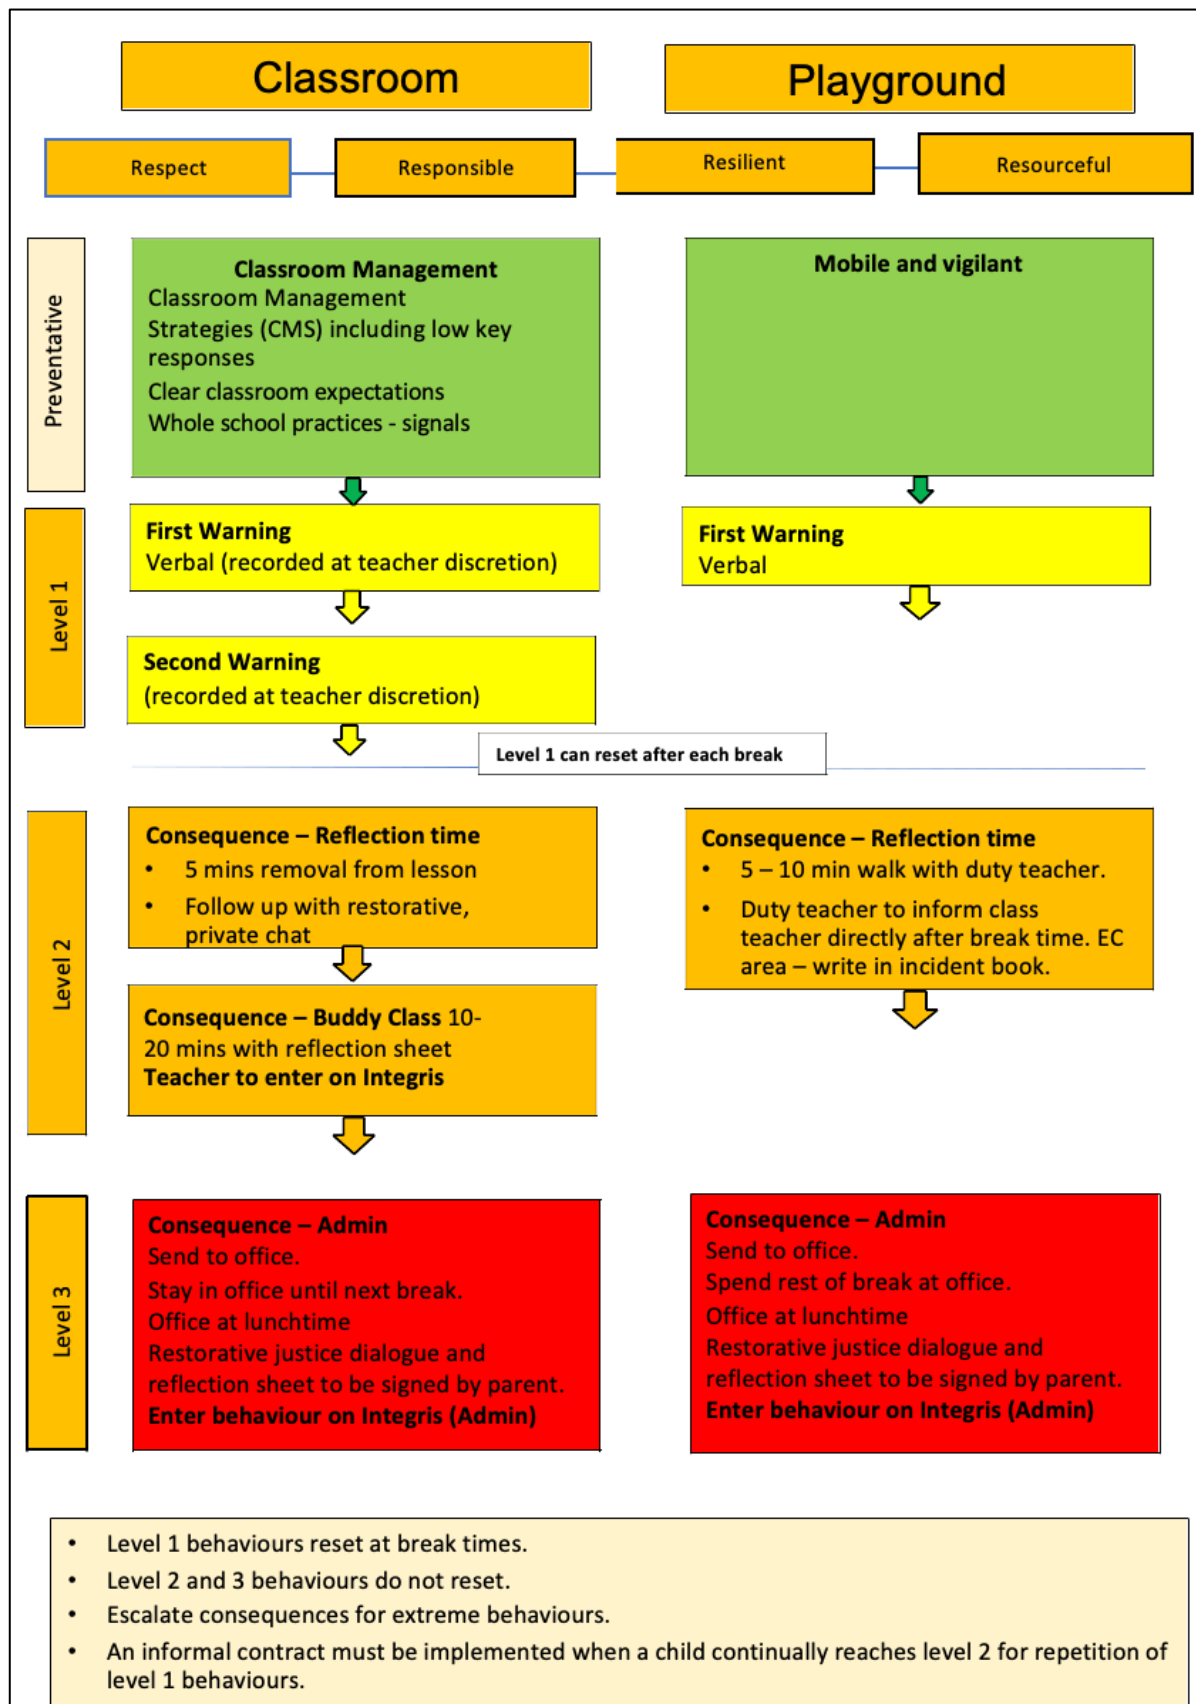 Classroom
Playground
Respect
Responsible
Resilient
Resourceful
Preventative
Classroom Management
Classroom Management
Strategies (CMS) including low key
responses
Clear classroom expectations
Whole school practices - signals
Mobile and vigilant
Level 1
First Warning
Verbal (recorded at teacher discretion)
First Warning
Verbal
Second Warning
(recorded at teacher discretion)
Level 1 can reset after each break
Level 2
Consequence – Reflection time
• 5 mins removal from lesson
• Follow up with restorative,
private chat
Consequence – Reflection time
• 5 – 10 min walk with duty teacher.
• Duty teacher to inform class
teacher directly after break time. EC
area – write in incident book.
Consequence – Buddy Class 10-
20 mins with reflection sheet
Teacher to enter on Integris
Level 3
Consequence – Admin
Send to office.
Stay in office until next break.
Office at lunchtime
Restorative justice dialogue and
reflection sheet to be signed by parent.
Enter behaviour on Integris (Admin)
Consequence – Admin
Send to office.
Spend rest of break at office.
Office at lunchtime
Restorative justice dialogue and
reflection sheet to be signed by parent.
Enter behaviour on Integris (Admin)
• Level 1 behaviours reset at break times.
• Level 2 and 3 behaviours do not reset.
• Escalate consequences for extreme behaviours.
• An informal contract must be implemented when a child continually reaches level 2 for repetition of
level 1 behaviours.